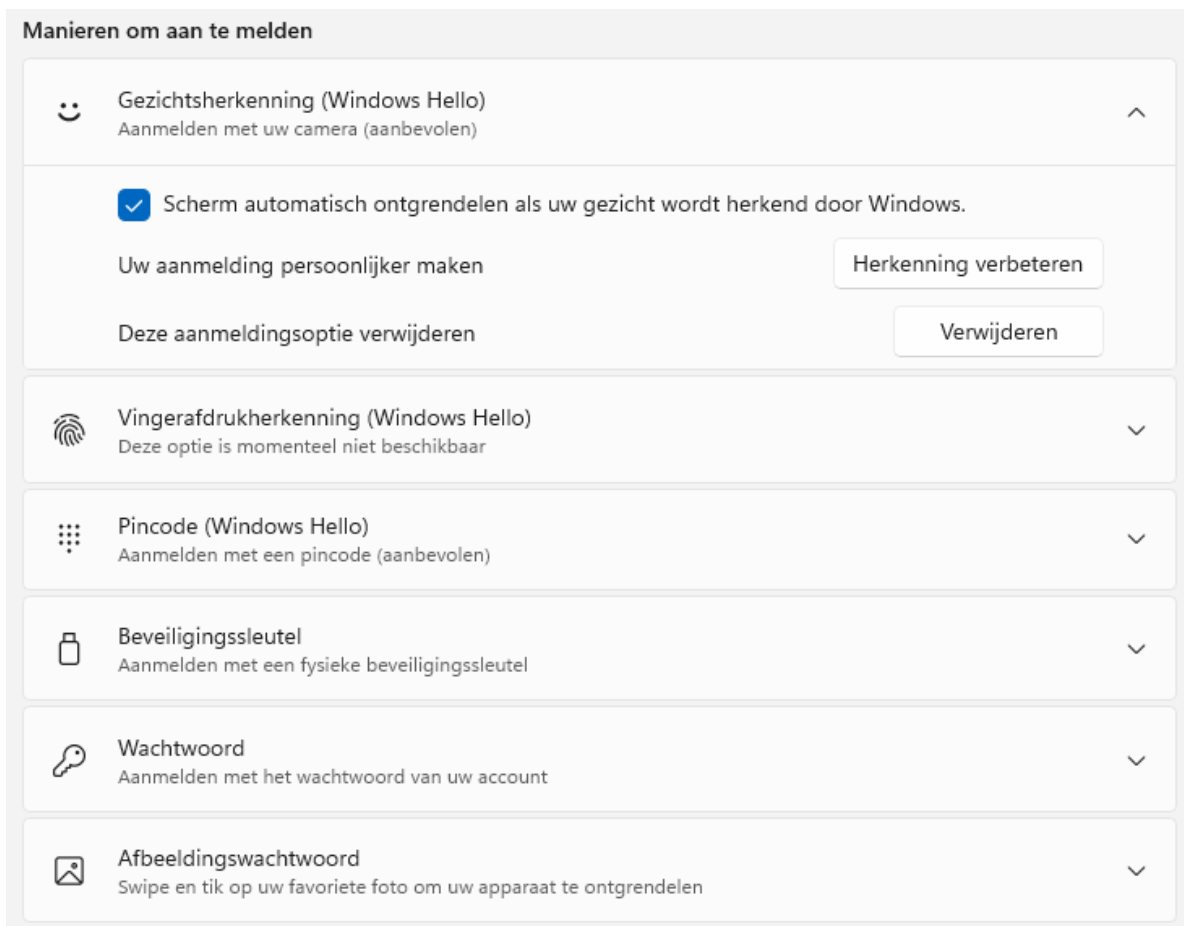 Manieren om aan te melden
Gezichtsherkenning (Windows Hello)
Aanmelden met uw camera (aanbevolen)
Scherm automatisch ontgrendelen als uw gezicht wordt herkend door Windows.
Uw aanmelding persoonlijker maken
Herkenning verbeteren
Deze aanmeldingsoptie verwijderen
Verwijderen
Vingerafdrukherkenning (Windows Hello)
Deze optie is momenteel niet beschikbaar
Pincode (Windows Hello)
Aanmelden met een pincode (aanbevolen)
Beveiligingssleutel
Aanmelden met een fysieke beveiligingssleutel
Wachtwoord
Aanmelden met het wachtwoord van uw account
Afbeeldingswachtwoord
Swipe en tik op uw favoriete foto om uw apparaat te ontgrendelen